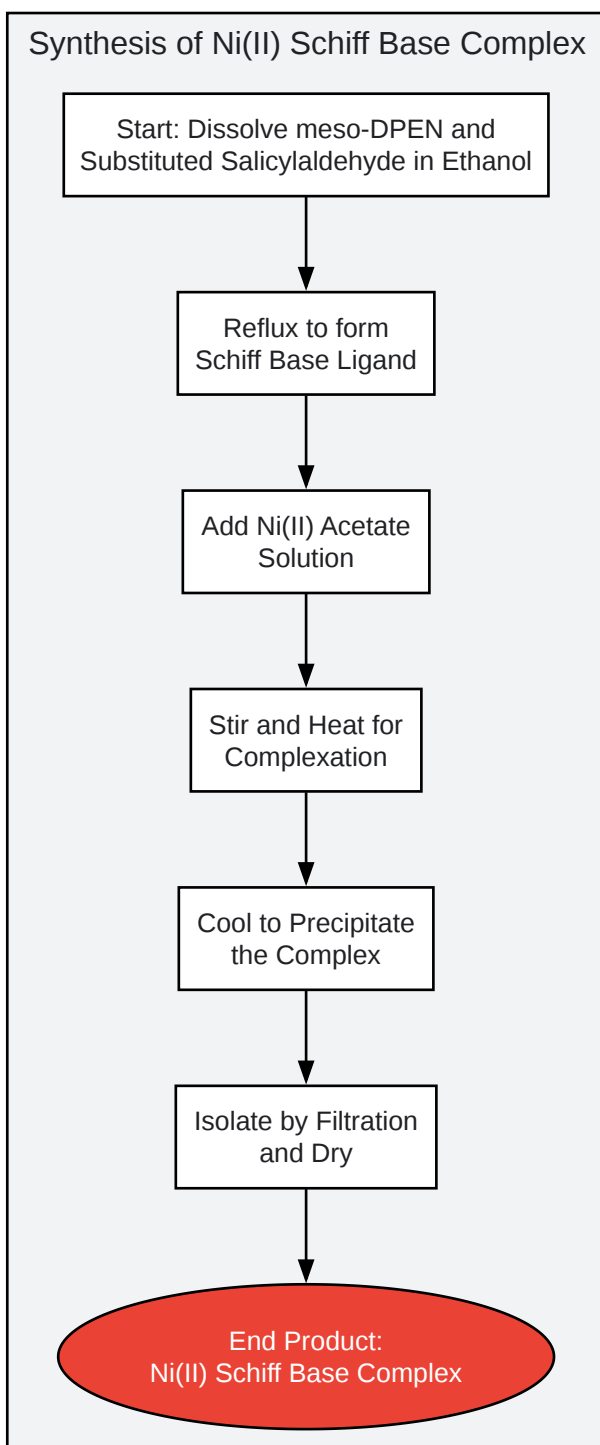 Synthesis of Ni(II) Schiff Base Complex
Start: Dissolve meso-DPEN and
Substituted Salicylaldehyde in Ethanol
Reflux to form
Schiff Base Ligand
Add Ni(II) Acetate
Solution
Stir and Heat for
Complexation
Cool to Precipitate
the Complex
Isolate by Filtration
and Dry
End Product:
Ni(II) Schiff Base Complex